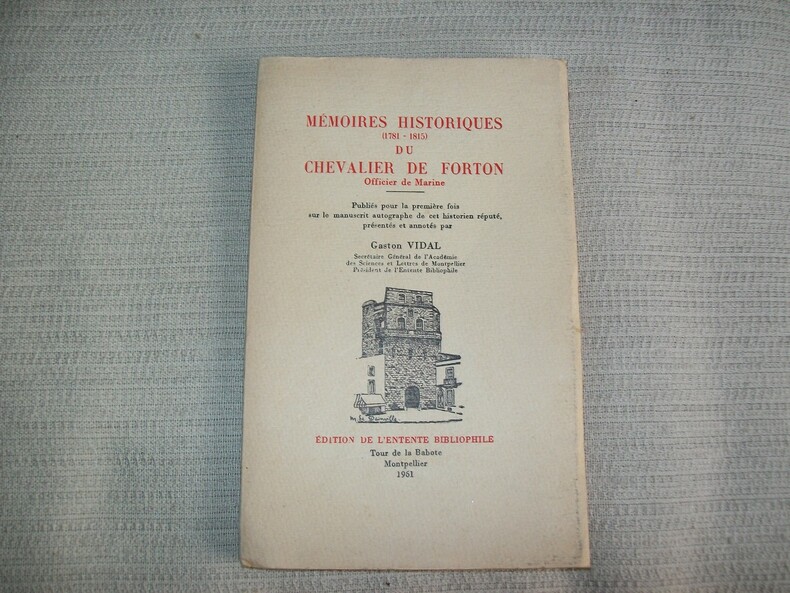 MÉMOIRES HISTORIQUES
(1781 - 1815)
DU
CHEVALIER DE FORTON
Officier de Marine
Publiés pour la première fois
sur le manuscrit autographe de cet historien réputé,
présentés et annotés par
Gaston VIDAL
Secrétaire Général de l'Académie
des Sciences et Lettres de Montpellier
Président de l'Entente Bibliophile
M. de Dainville
ÉDITION DE L'ENTENTE BIBLIOPHILE
Tour de la Babote
Montpellier
1951